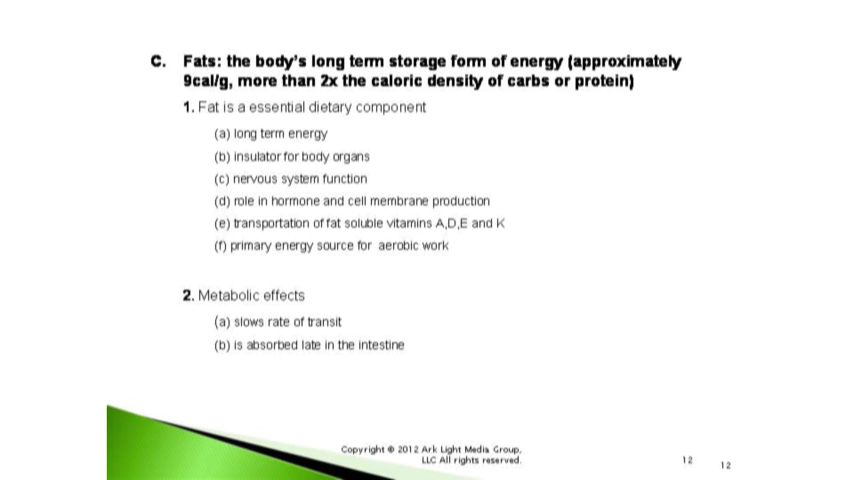 C. Fats: the body's long term storage form of energy (approximately
9cal/g, more than 2x the caloric density of carbs or protein)
1. Fat is a essential dietary component
(a) long term energy
(b) insulator for body organs
(c) nervous system function
(d) role in hormone and cell membrane production
(e) transportation of fat soluble vitamins A,D,E and K
(f) primary energy source for aerobic work
2. Metabolic effects
(a) slows rate of transit
(b) is absorbed late in the intestine
Copyright © 2012 Ark Light Media Group,
LLC All rights reserved.
12
12